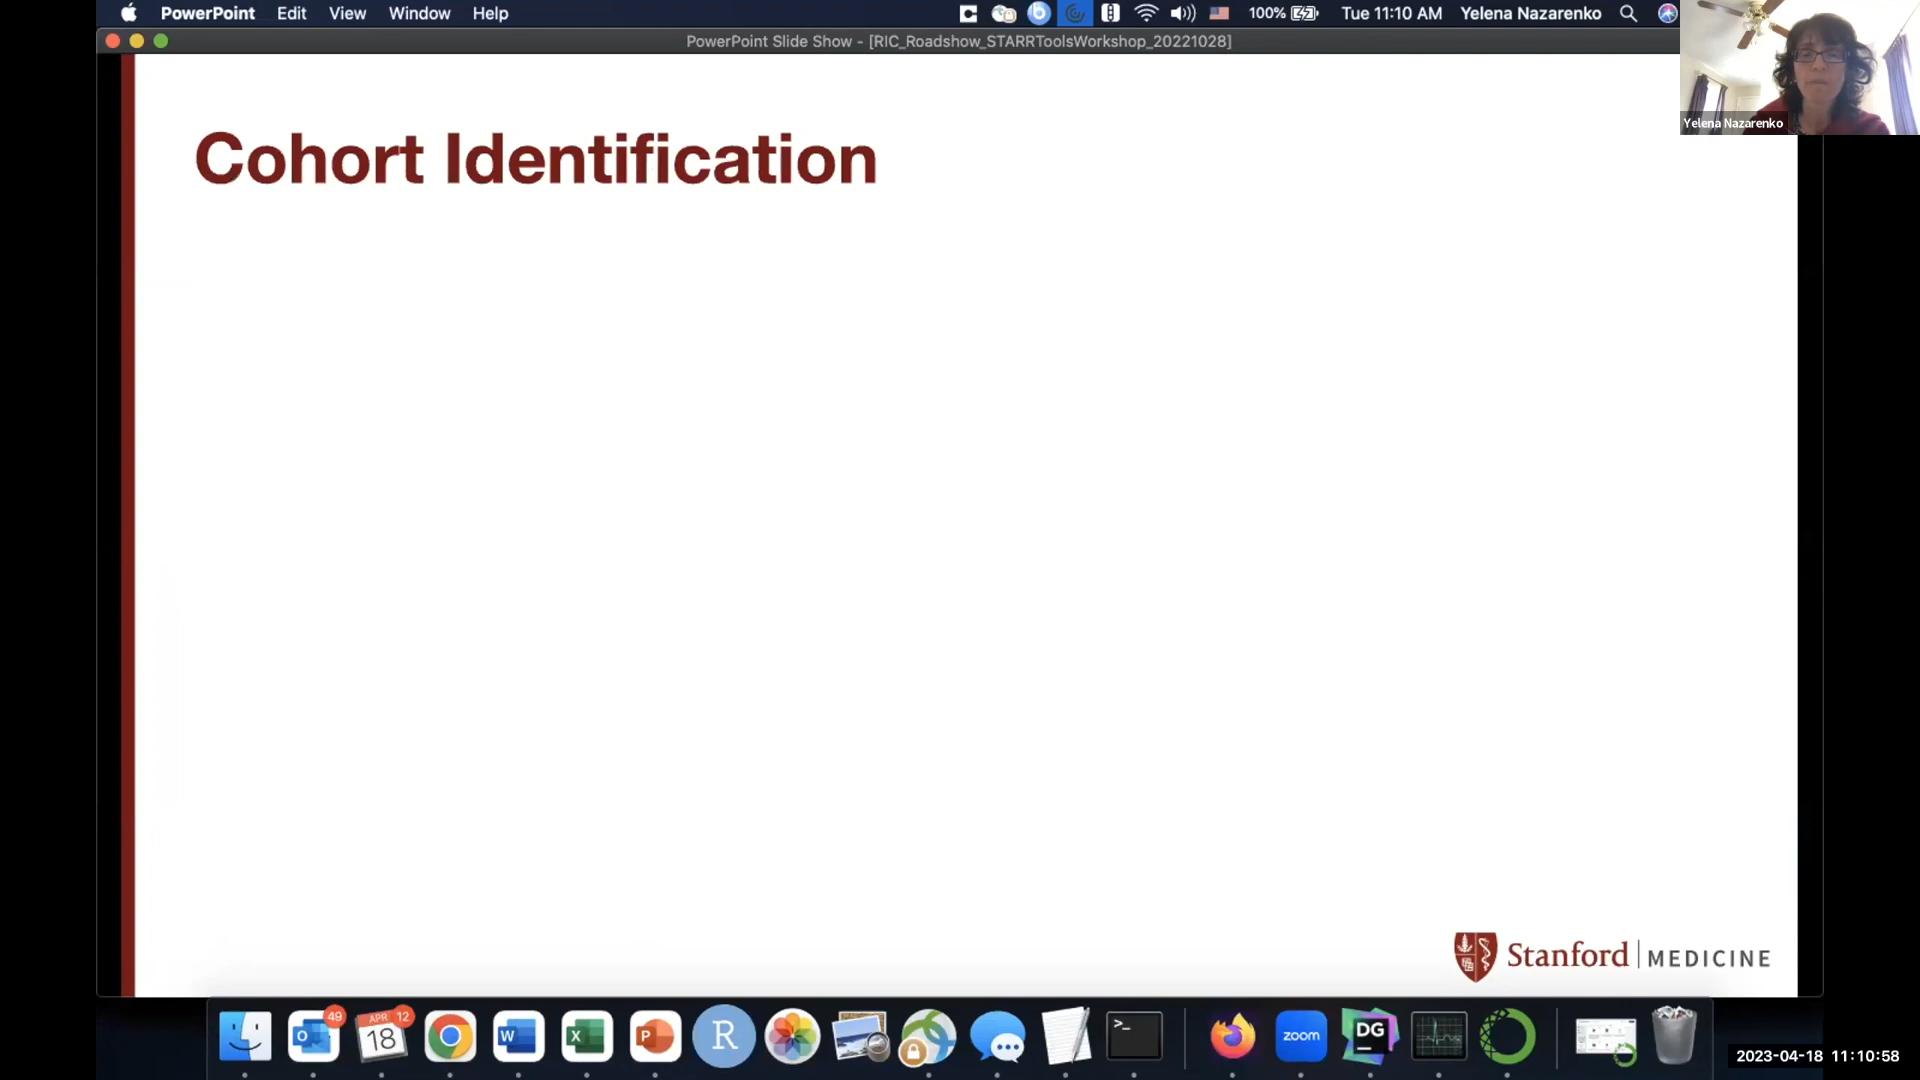 PowerPoint Edit View Window Help 100% Tue 11:10 AM Yelena Nazarenko
PowerPoint Slide Show - [RIC_Roadshow_STARRToolsWorkshop_20221028]
Yelena Nazarenko
Cohort Identification
Stanford MEDICINE
49
APR 12
18
O
W
X
P
R
>_
zoom
DG
2023-04-18 11:10:58